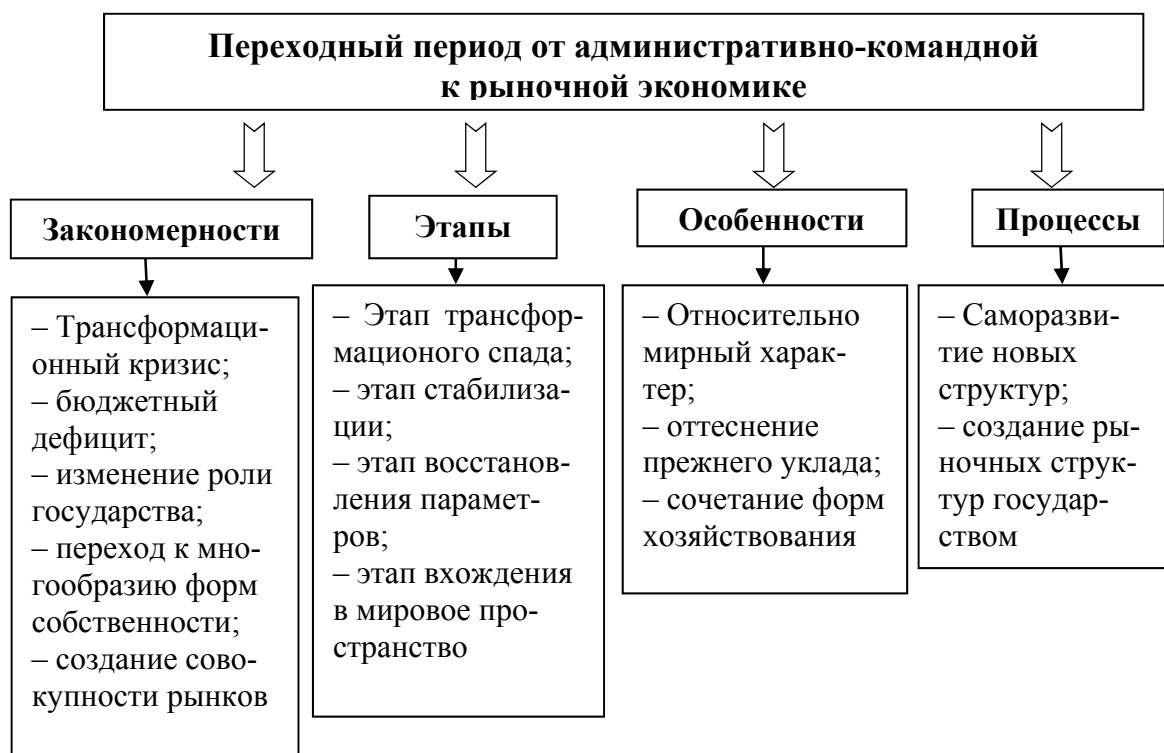 Переходный период от административно-командной
к рыночной экономике
Закономерности
Этапы
Особенности
Процессы
– Трансформаци-
онный кризис;
– бюджетный
дефицит;
– изменение роли
государства;
– переход к мно-
гообразию форм
собственности;
– создание сово-
купности рынков
– Этап трансфор-
мационого спада;
– этап стабилиза-
ции;
– этап восстанов-
ления парамет-
ров;
– этап вхождения
в мировое про-
странство
– Относительно
мирный харак-
тер;
– оттеснение
прежнего уклада;
– сочетание форм
хозяйствования
– Саморазви-
тие новых
структур;
– создание ры-
ночных струк-
тур государ-
ством